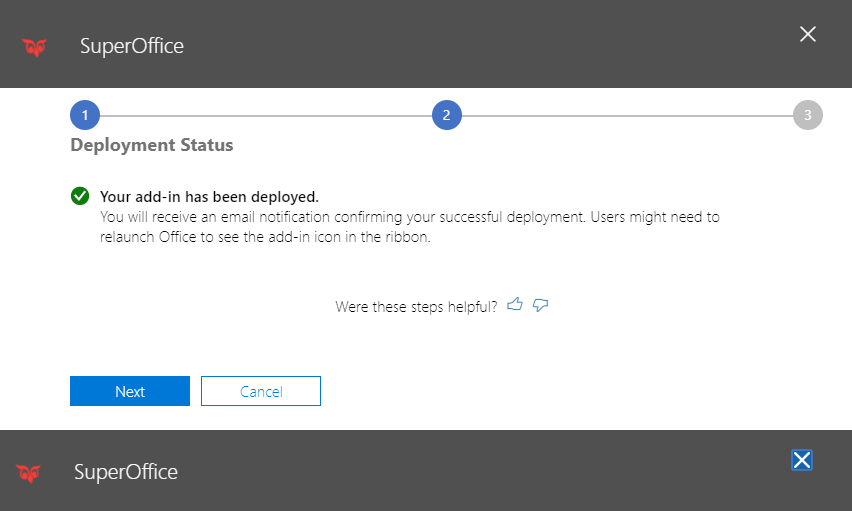 SuperOffice
1
2
3
Deployment Status
Your add-in has been deployed.
You will receive an email notification confirming your successful deployment. Users might need to
relaunch Office to see the add-in icon in the ribbon.
Were these steps helpful?
Next
Cancel
SuperOffice